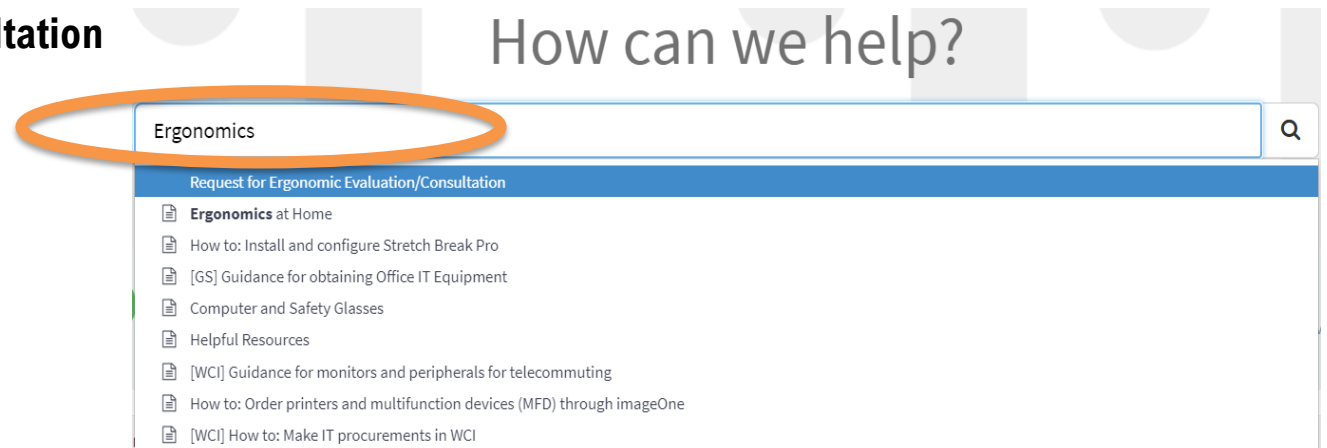 ltation
How can we help?
Ergonomics
Request for Ergonomic Evaluation/Consultation
Ergonomics at Home
How to: Install and configure Stretch Break Pro
[GS] Guidance for obtaining Office IT Equipment
Computer and Safety Glasses
Helpful Resources
[WCI] Guidance for monitors and peripherals for telecommuting
How to: Order printers and multifunction devices (MFD) through imageOne
[WCI] How to: Make IT procurements in WCI